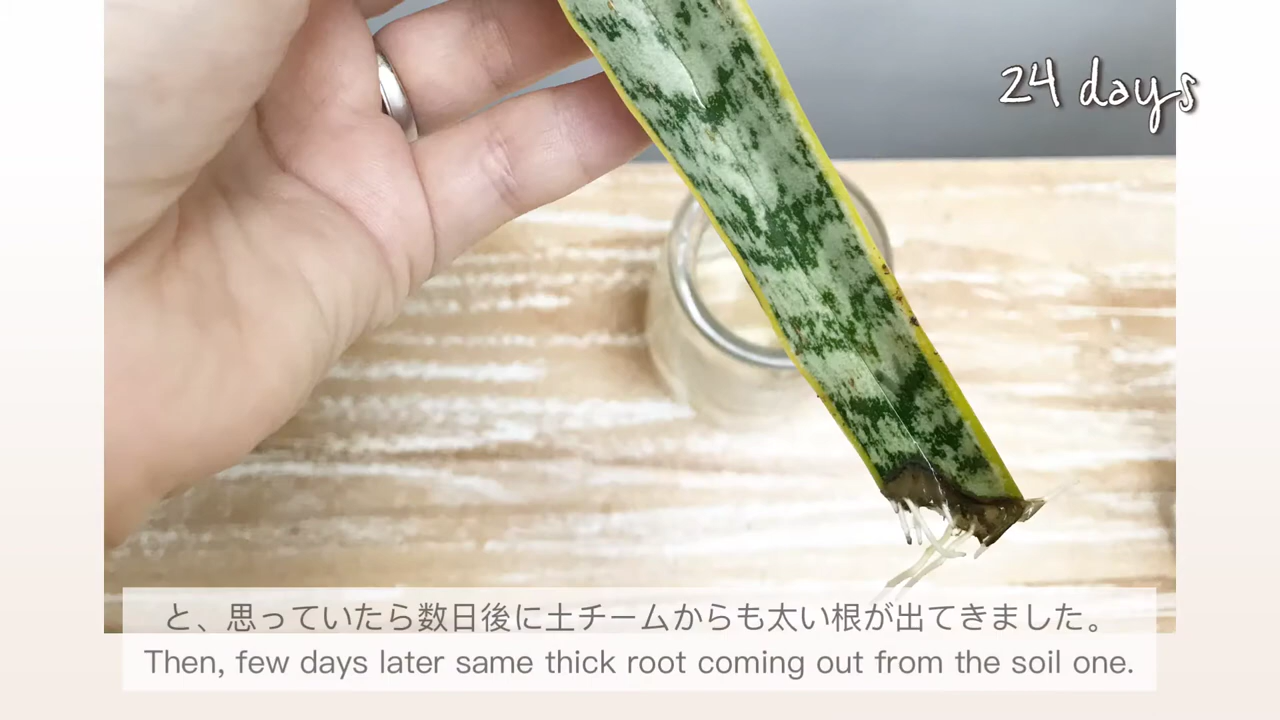 24 days
と、思っていたら数日後に土チームからも太い根が出てきました。
Then, few days later same thick root coming out from the soil one.